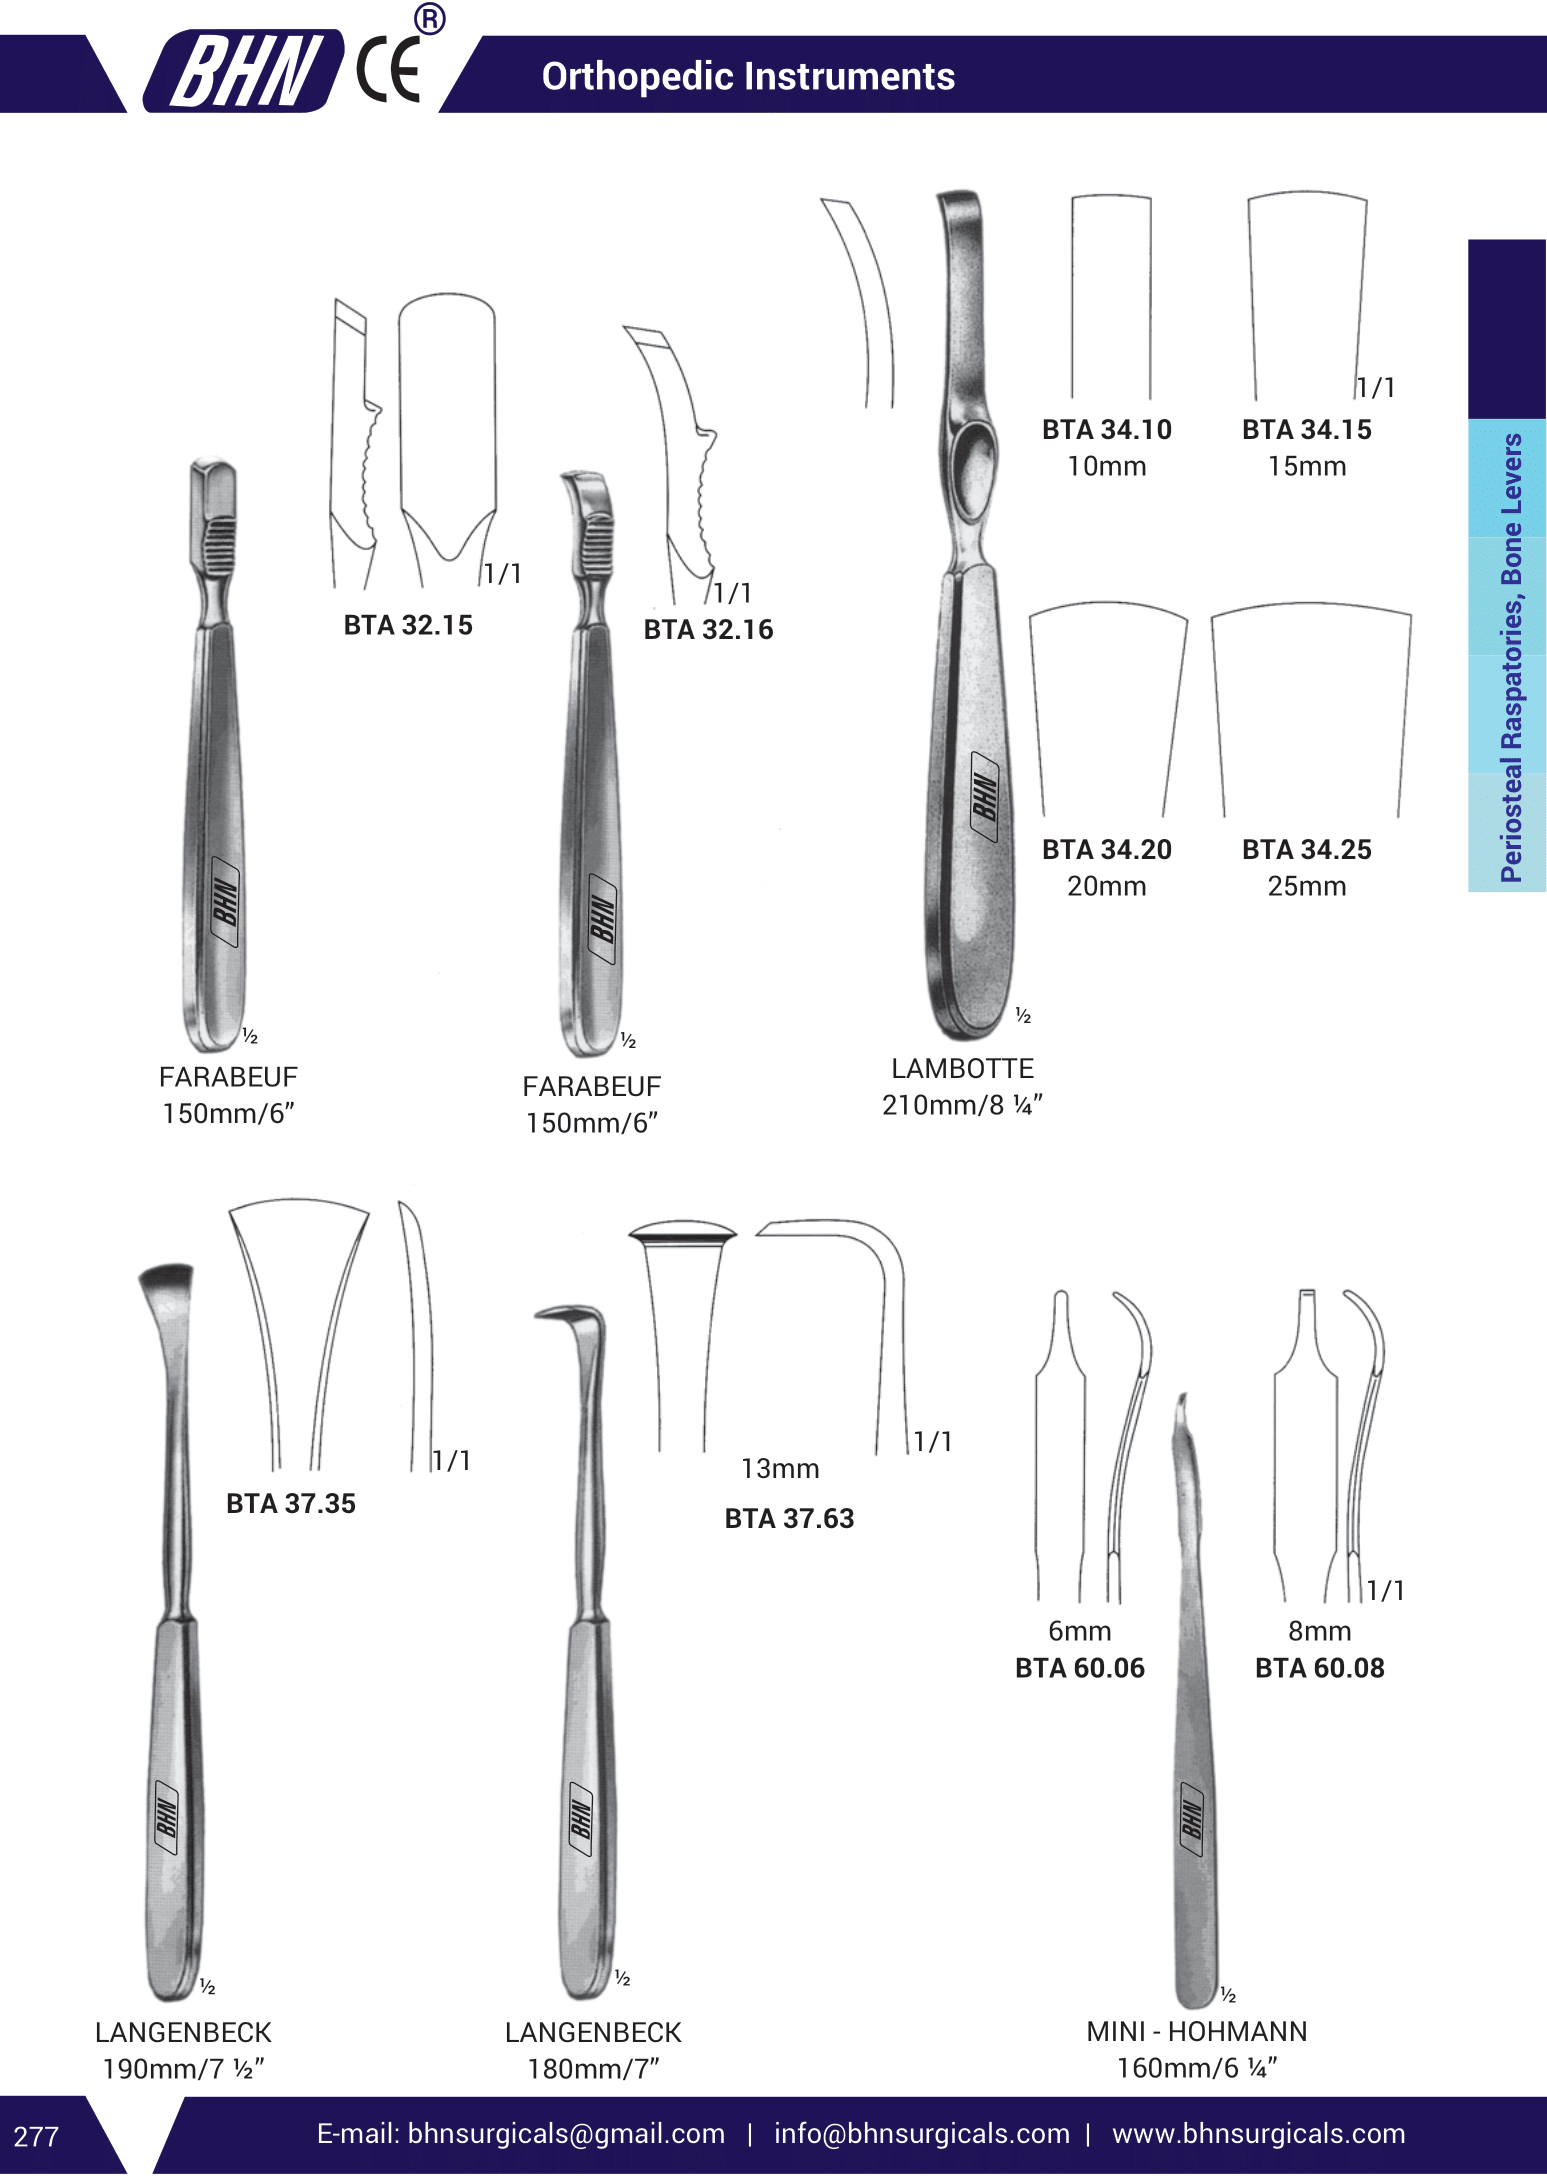 BHN CE ®
Orthopedic Instruments
BTA 34.10
10mm
1/1
BTA 34.15
15mm
1/1
BTA 32.15
1/1
BTA 32.16
BTA 34.20
20mm
BTA 34.25
25mm
Periosteal Raspatories, Bone Levers
BHN
BHN
BHN
½
FARABEUF
150mm/6”
½
FARABEUF
150mm/6”
½
LAMBOTTE
210mm/8 ¼”
1/1
BTA 37.35
1/1
13mm
BTA 37.63
6mm
BTA 60.06
1/1
8mm
BTA 60.08
BHN
BHN
BHN
½
LANGENBECK
190mm/7 ½”
½
LANGENBECK
180mm/7”
½
MINI - HOHMANN
160mm/6 ¼”
277
E-mail: bhnsurgicals@gmail.com | info@bhnsurgicals.com | www.bhnsurgicals.com